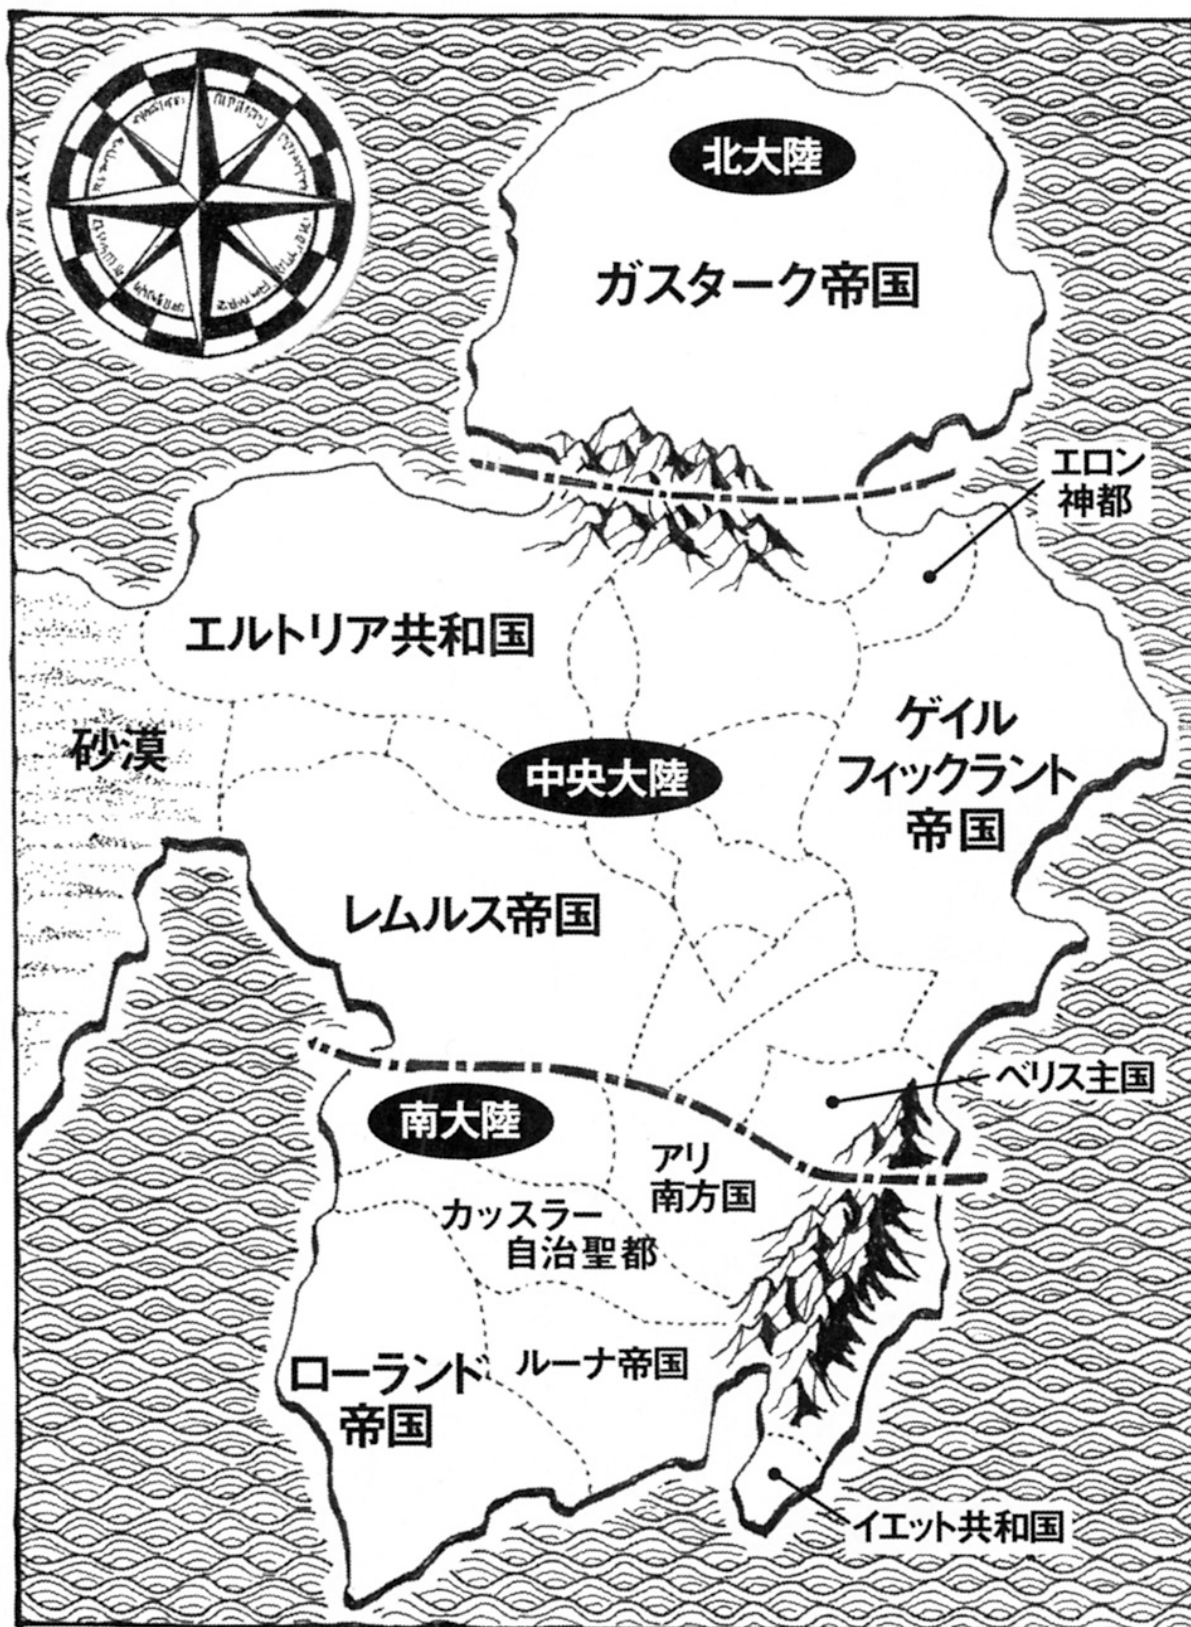 北大陸
ガスターク帝国
エロン
神都
エルトリア共和国
砂漠
ゲイル
フィックラント
帝国
中央大陸
レムルス帝国
ベリス主国
南大陸
アリ
南方国
カッスラー
自治聖都
ローランド
帝国
ルーナ帝国
イエット共和国